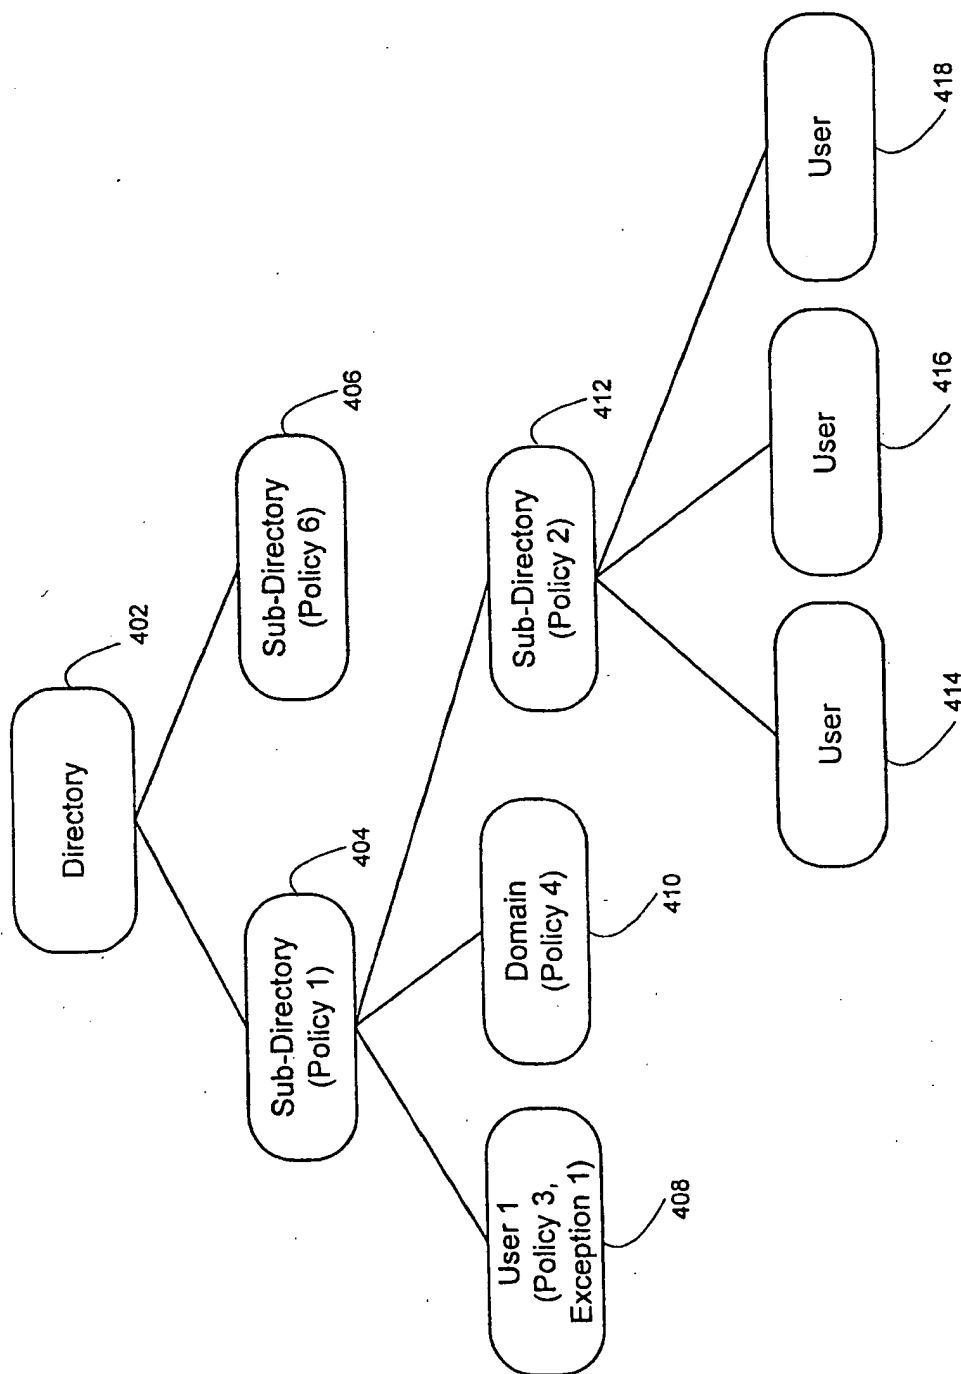 Directory
402
Sub-Directory
(Policy 1)
404
Sub-Directory
(Policy 6)
406
User 1
(Policy 3,
Exception 1)
408
Domain
(Policy 4)
410
Sub-Directory
(Policy 2)
412
User
414
User
416
User
418